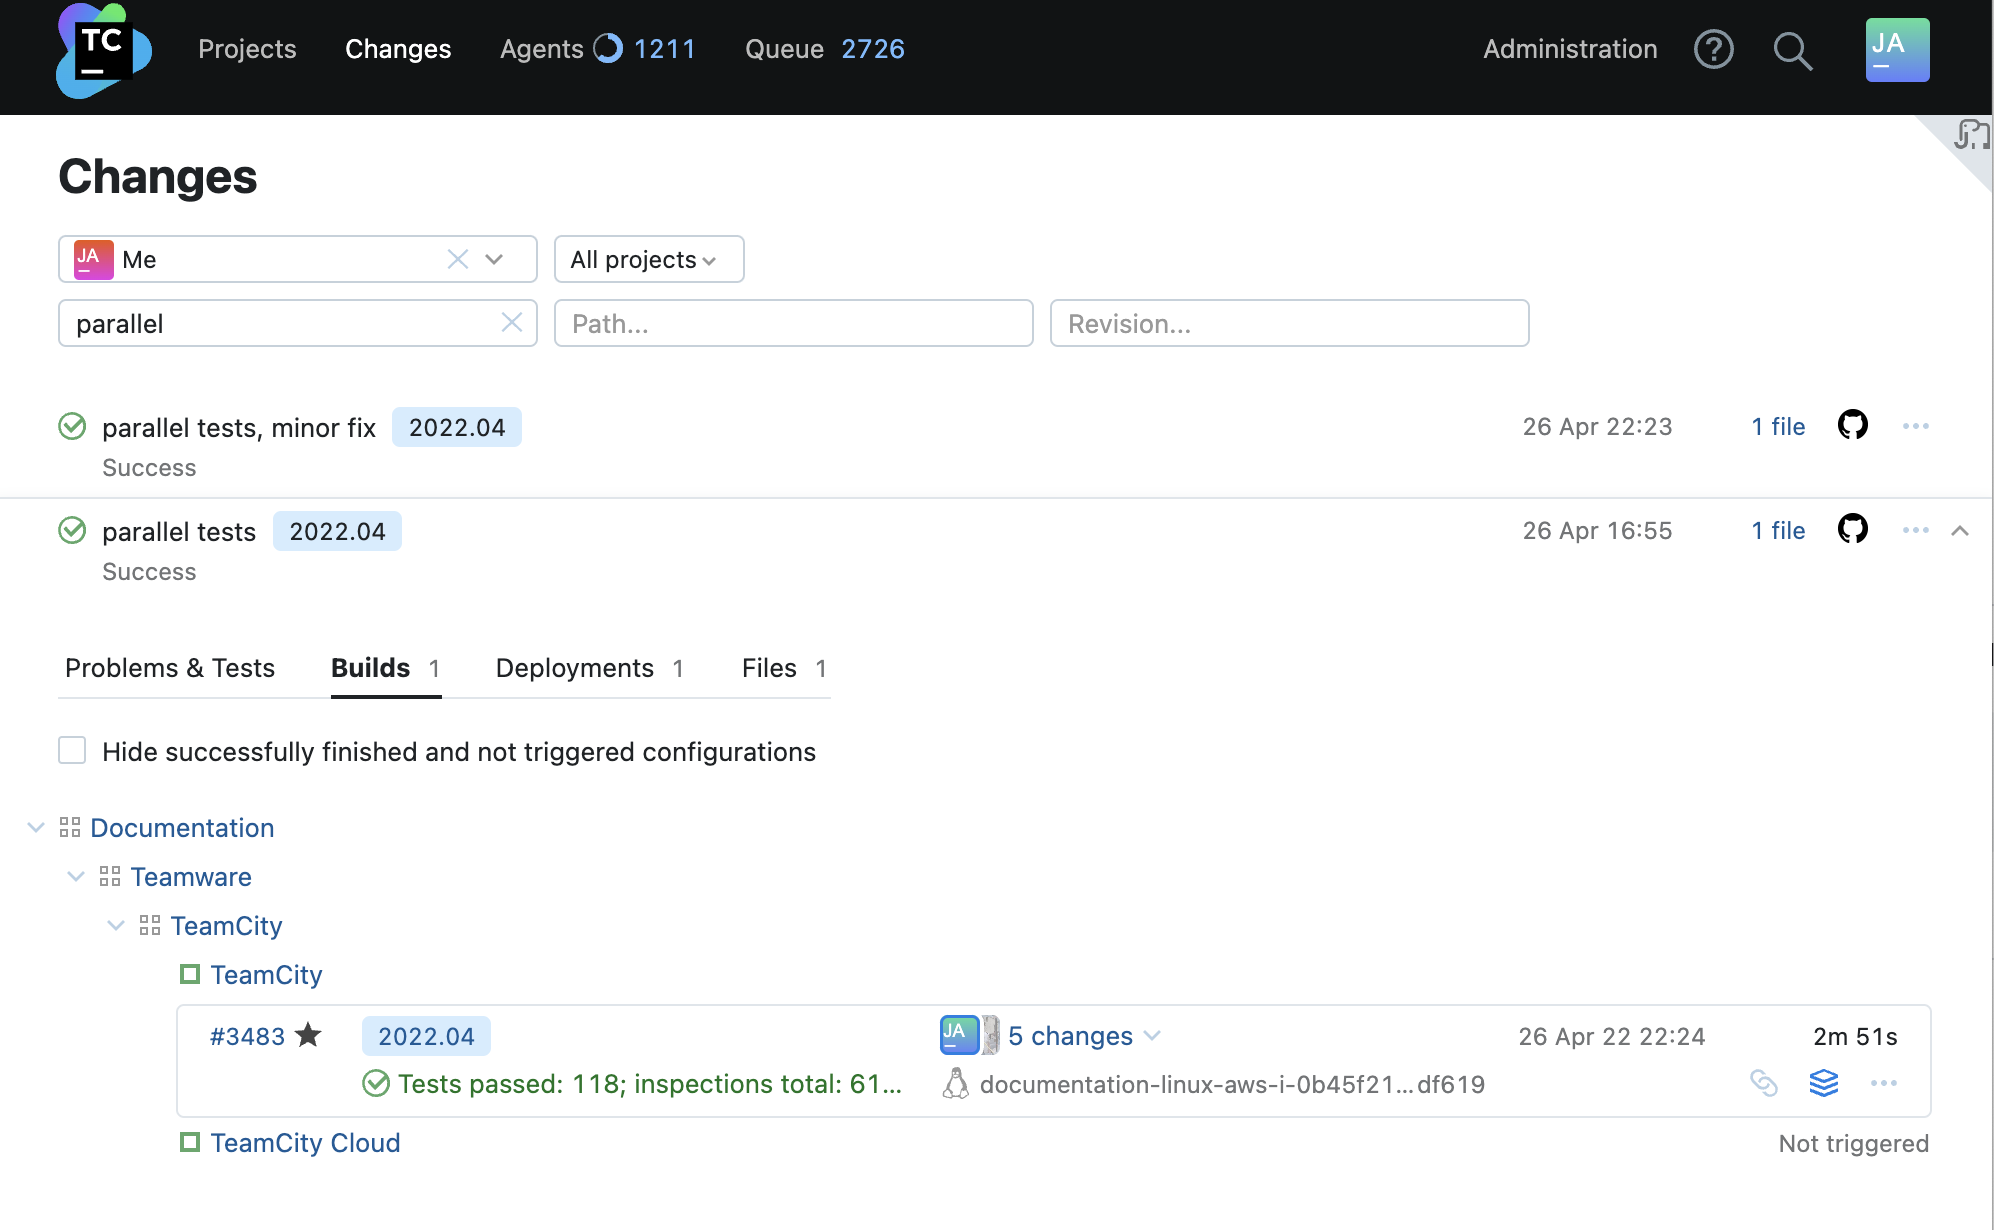 TC
Projects Changes Agents 1211 Queue 2726 Administration JA
Changes
JA Me All projects
parallel Path... Revision...
parallel tests, minor fix 2022.04 26 Apr 22:23 1 file
Success
parallel tests 2022.04 26 Apr 16:55 1 file
Success
Problems & Tests Builds 1 Deployments 1 Files 1
Hide successfully finished and not triggered configurations
Documentation
Teamware
TeamCity
TeamCity
#3483 2022.04 JA 5 changes 26 Apr 22 22:24 2m 51s
Tests passed: 118; inspections total: 61... documentation-linux-aws-i-0b45f21...df619
TeamCity Cloud Not triggered